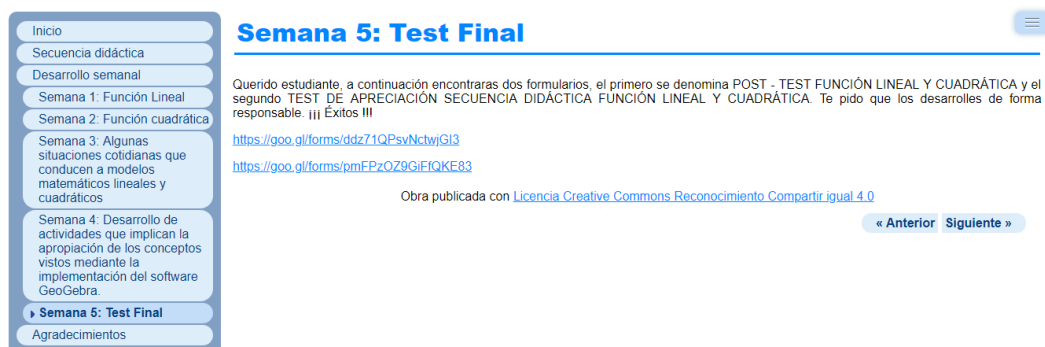 Inicio
Secuencia didáctica
Desarrollo semanal
Semana 1: Función Lineal
Semana 2: Función cuadrática
Semana 3: Algunas
situaciones cotidianas que
conducen a modelos
matemáticos lineales y
cuadráticos
Semana 4: Desarrollo de
actividades que implican la
apropiación de los conceptos
vistos mediante la
implementación del software
GeoGebra.
Semana 5: Test Final
Agradecimientos
Semana 5: Test Final
Querido estudiante, a continuación encontraras dos formularios, el primero se denomina POST - TEST FUNCIÓN LINEAL Y CUADRÁTICA y el
segundo TEST DE APRECIACIÓN SECUENCIA DIDÁCTICA FUNCIÓN LINEAL Y CUADRÁTICA. Te pido que los desarrolles de forma
responsable. ¡¡¡ Éxitos !!!
https://goo.gl/forms/ddz71QPsvNctwjGI3
https://goo.gl/forms/pmFPzOZ9GiFfQKE83
Obra publicada con Licencia Creative Commons Reconocimiento Compartir igual 4.0
« Anterior Siguiente »